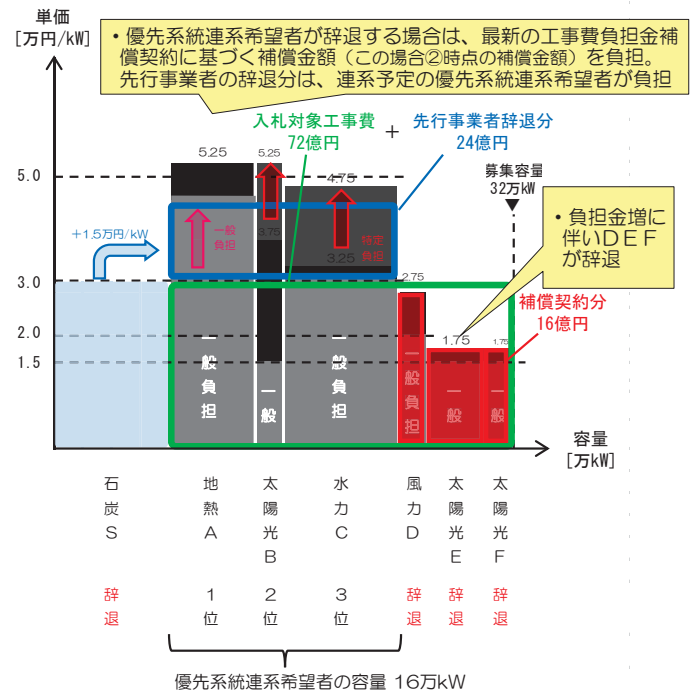 単価
[万円/kW]
・優先系統連系希望者が辞退する場合は、最新の工事費負担金補
償契約に基づく補償金額（この場合②時点の補償金額）を負担。
先行事業者の辞退分は、連系予定の優先系統連系希望者が負担
入札対象工事費
72億円
+
先行事業者辞退分
24億円
募集容量
32万kW
・負担金増に
伴いDEF
が辞退
5.25
5.25
4.75
5.0
+1.5万円/kW
一般
負担
3.75
特定
負担
3.25
3.0
2.75
補償契約分
16億円
2.0
1.75
1.75
1.5
一般負担
一般
一般負担
一般負担
一般
一般
容量
[万kW]
石炭S
地熱A
太陽光B
水力C
風力D
太陽光E
太陽光F
辞退
1位
2位
3位
辞退
辞退
辞退
優先系統連系希望者の容量 16万kW